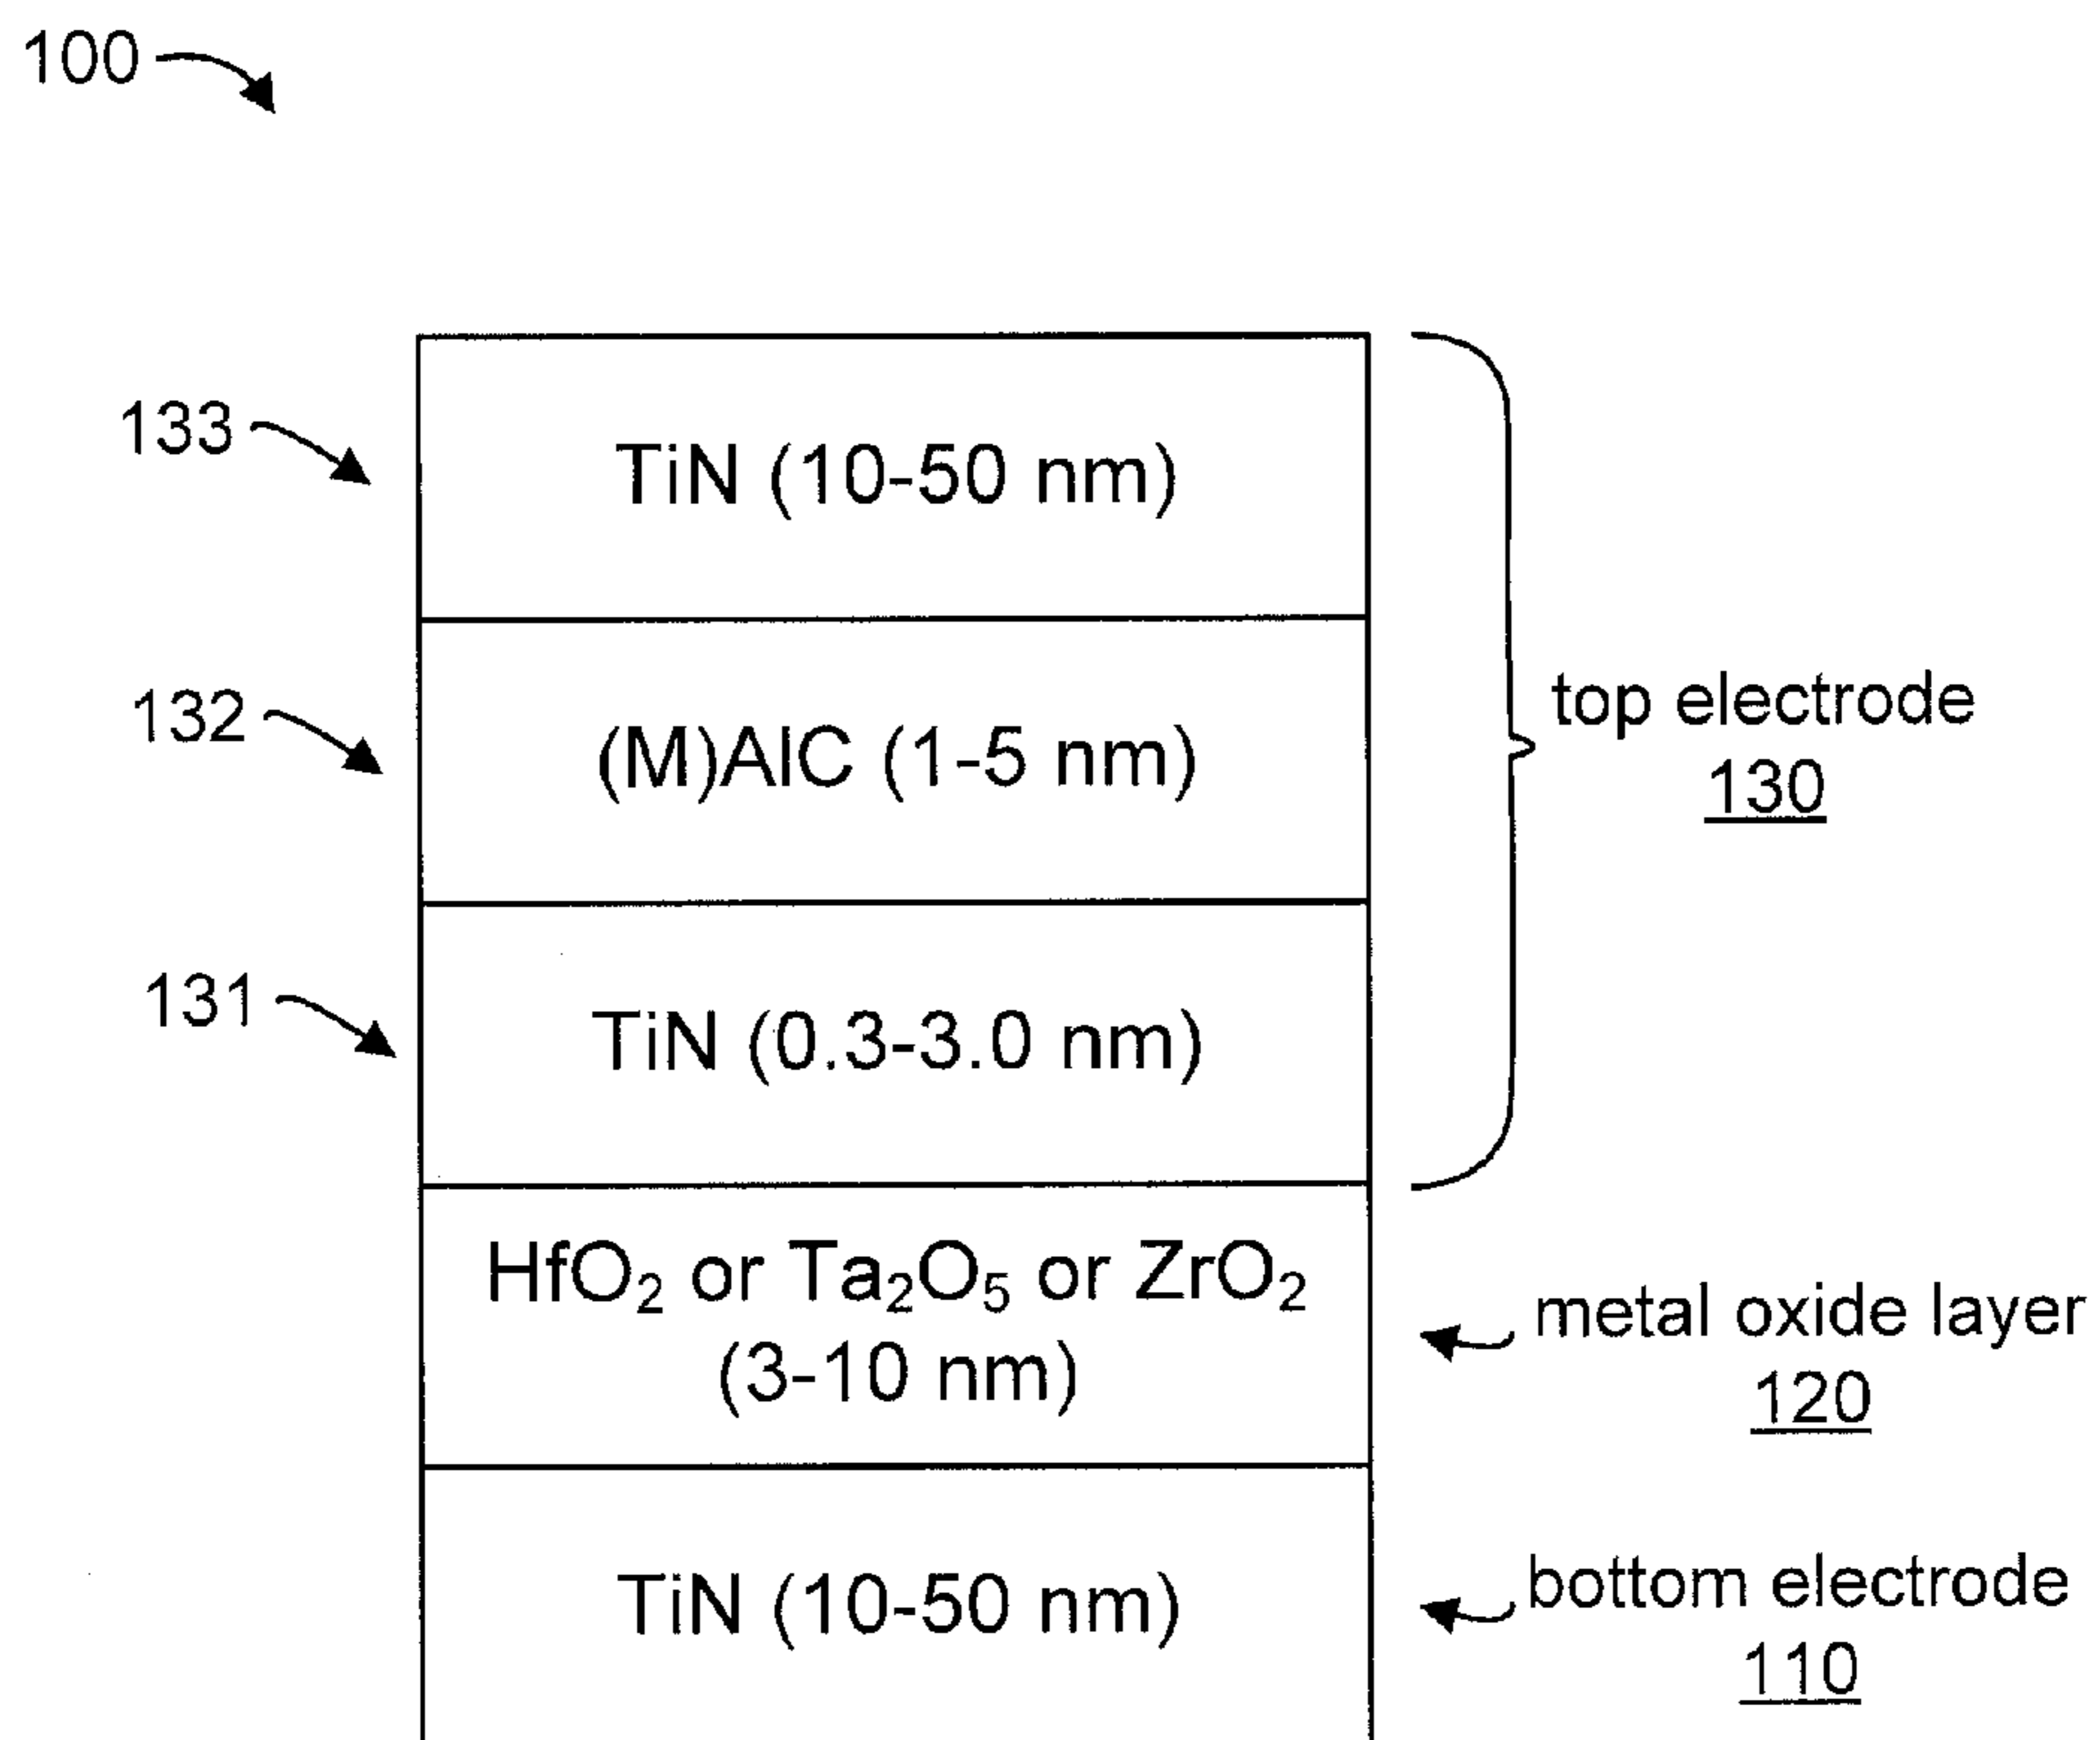 100
133
TiN (10-50 nm)
132
(M)AlC (1-5 nm)
top electrode
130
131
TiN (0.3-3.0 nm)
HfO₂ or Ta₂O₅ or ZrO₂
(3-10 nm)
metal oxide layer
120
TiN (10-50 nm)
bottom electrode
110